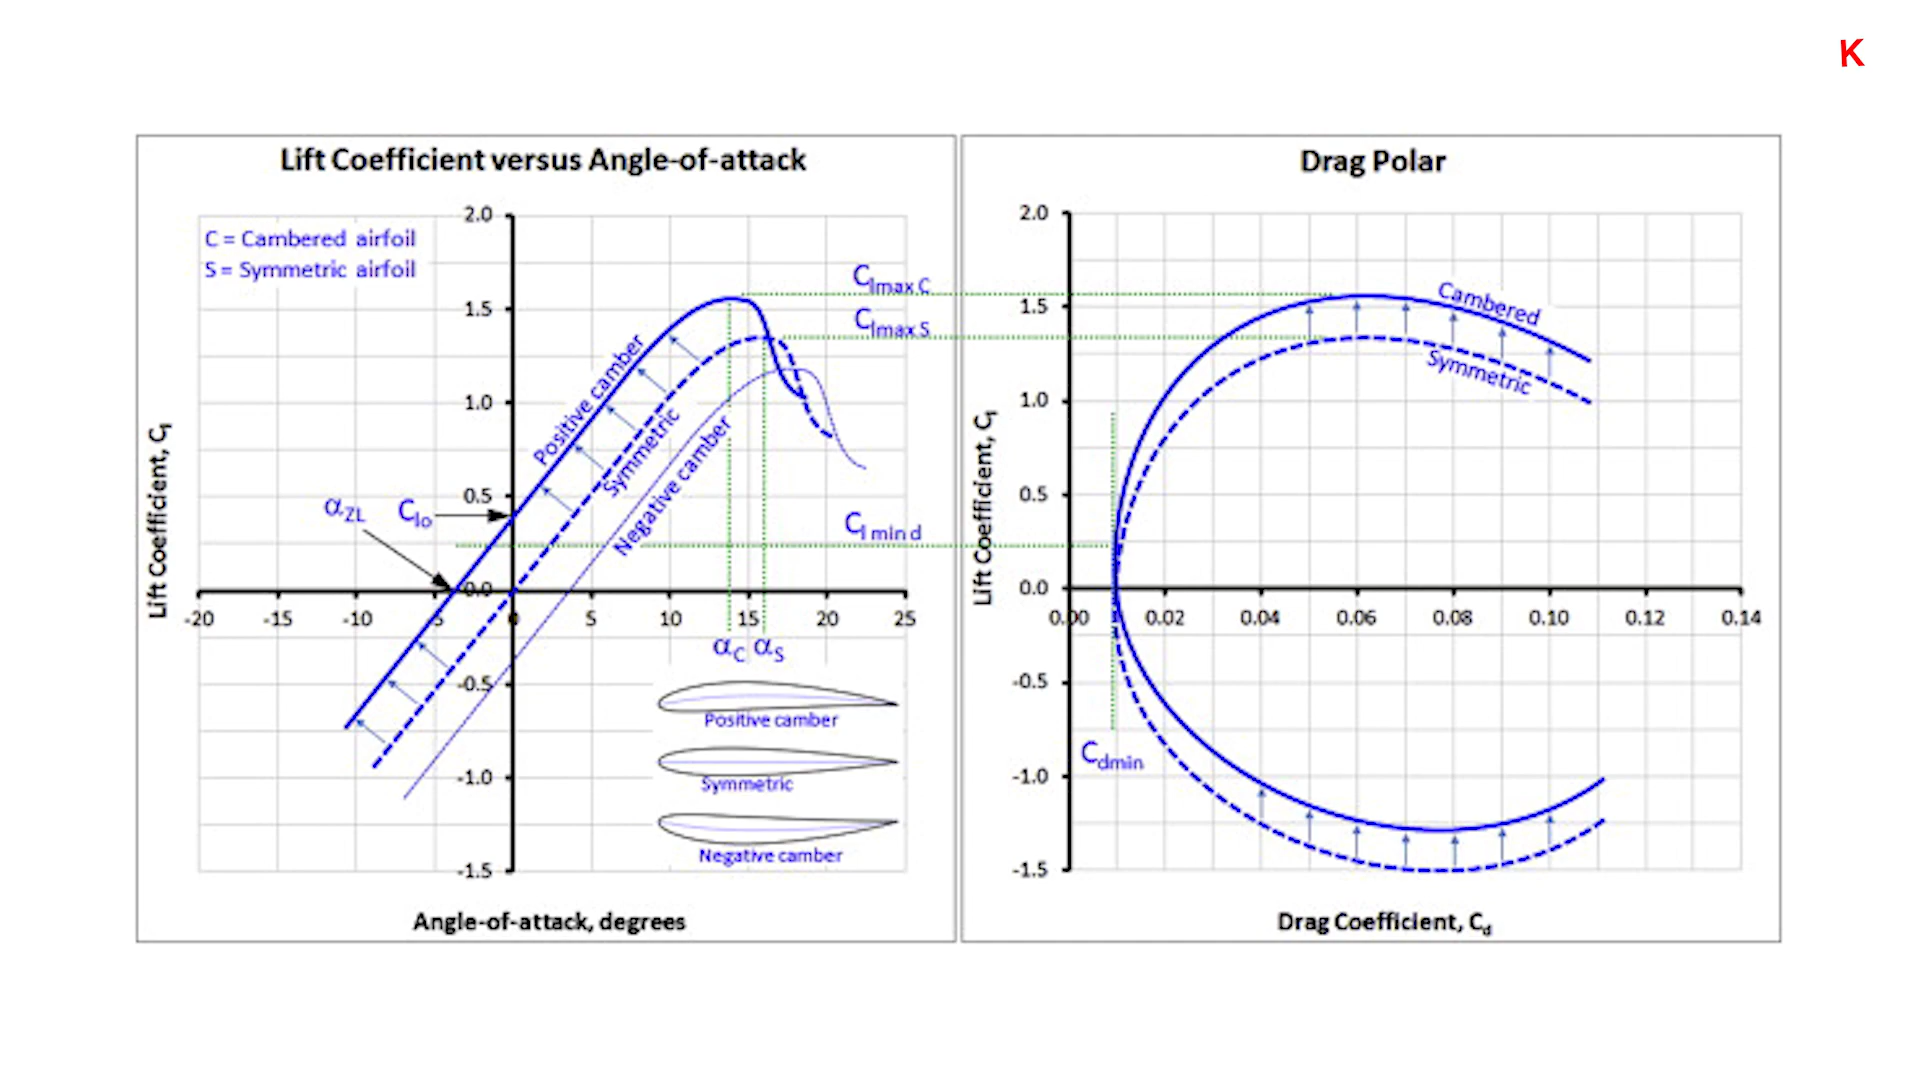 K
Lift Coefficient versus Angle-of-attack
C = Cambered airfoil
S = Symmetric airfoil
2.0
1.5
1.0
0.5
0.0
-0.5
-1.0
-1.5
-20
-15
-10
-5
0
5
10
15
20
25
Lift Coefficient, Cl
Angle-of-attack, degrees
αZL
Clo
Positive camber
Symmetric
Negative camber
Clmax C
Clmax S
Cl min d
αC αS
Positive camber
Symmetric
Negative camber
Drag Polar
2.0
1.5
1.0
0.5
0.0
-0.5
-1.0
-1.5
0.00
0.02
0.04
0.06
0.08
0.10
0.12
0.14
Lift Coefficient, Cl
Cambered
Symmetric
Cdmin
Drag Coefficient, Cd